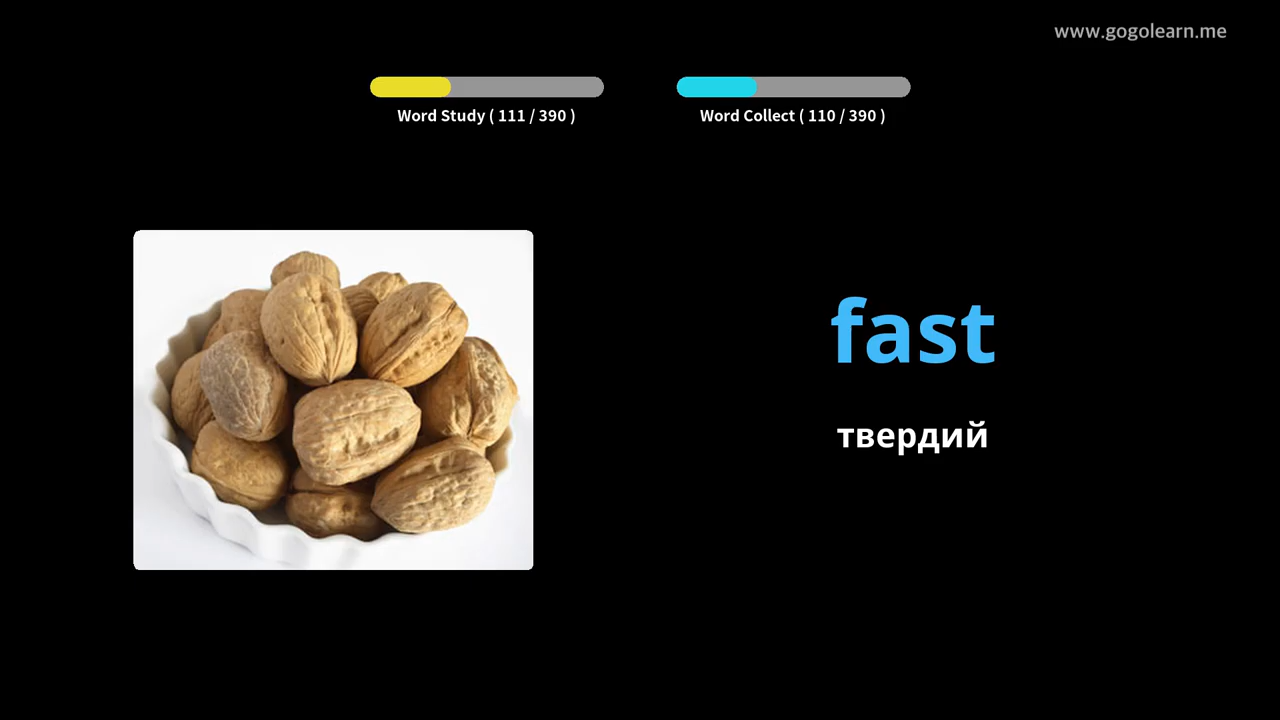 www.gogolearn.me
Word Study ( 111 / 390 )
Word Collect ( 110 / 390 )
fast
твердий